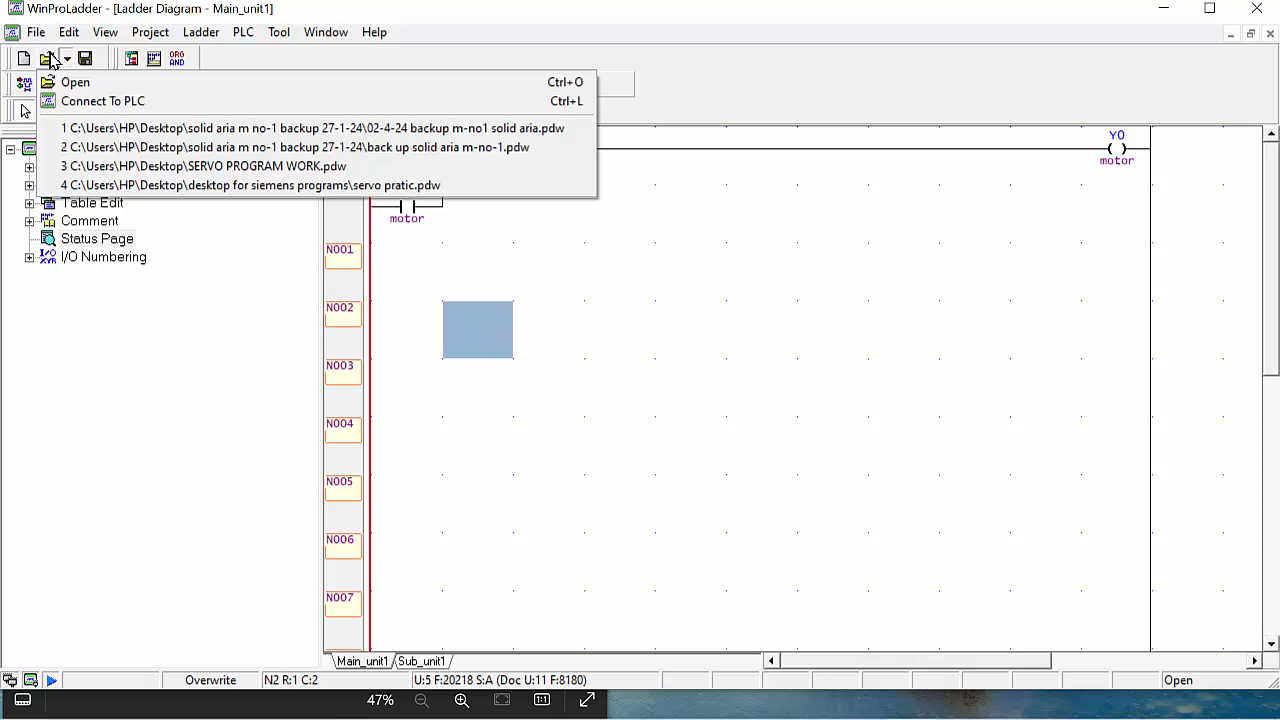 WinProLadder - [Ladder Diagram - Main_unit1]
File Edit View Project Ladder PLC Tool Window Help
ORG AND
Open Ctrl+O
Connect To PLC Ctrl+L
1 C:\Users\HP\Desktop\solid aria m no-1 backup 27-1-24\02-4-24 backup m-no1 solid aria.pdw
2 C:\Users\HP\Desktop\solid aria m no-1 backup 27-1-24\back up solid aria m-no-1.pdw
3 C:\Users\HP\Desktop\SERVO PROGRAM WORK.pdw
4 C:\Users\HP\Desktop\desktop for siemens programs\servo pratic.pdw
Y0
motor
Table Edit
Comment
Status Page
I/O Numbering
motor
N001
N002
N003
N004
N005
N006
N007
Main_unit1 Sub_unit1
Overwrite N2 R:1 C:2 U:5 F:20218 S:A (Doc U:11 F:8180) Open
47% 1:1